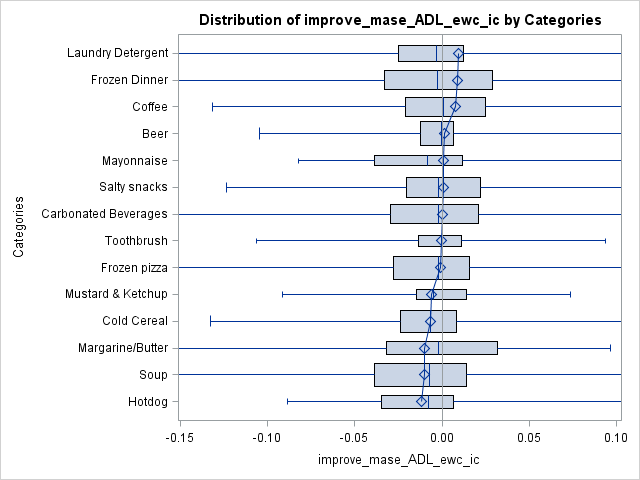 Distribution of improve_mase_ADL_ewc_ic by Categories
Laundry Detergent
Frozen Dinner
Coffee
Beer
Mayonnaise
Salty snacks
Carbonated Beverages
Toothbrush
Frozen pizza
Mustard & Ketchup
Cold Cereal
Margarine/Butter
Soup
Hotdog
Categories
-0.15 -0.10 -0.05 0.00 0.05 0.10
improve_mase_ADL_ewc_ic